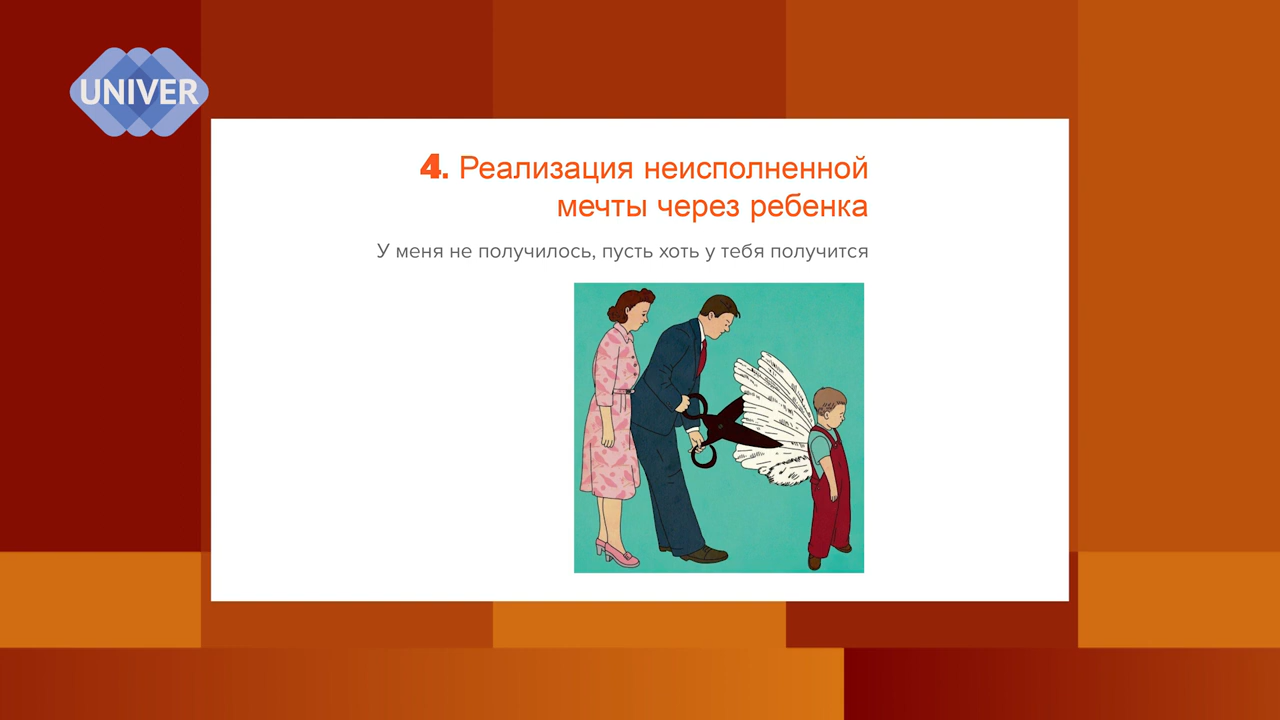 UNIVER
4. Реализация неисполненной
мечты через ребенка
У меня не получилось, пусть хоть у тебя получится